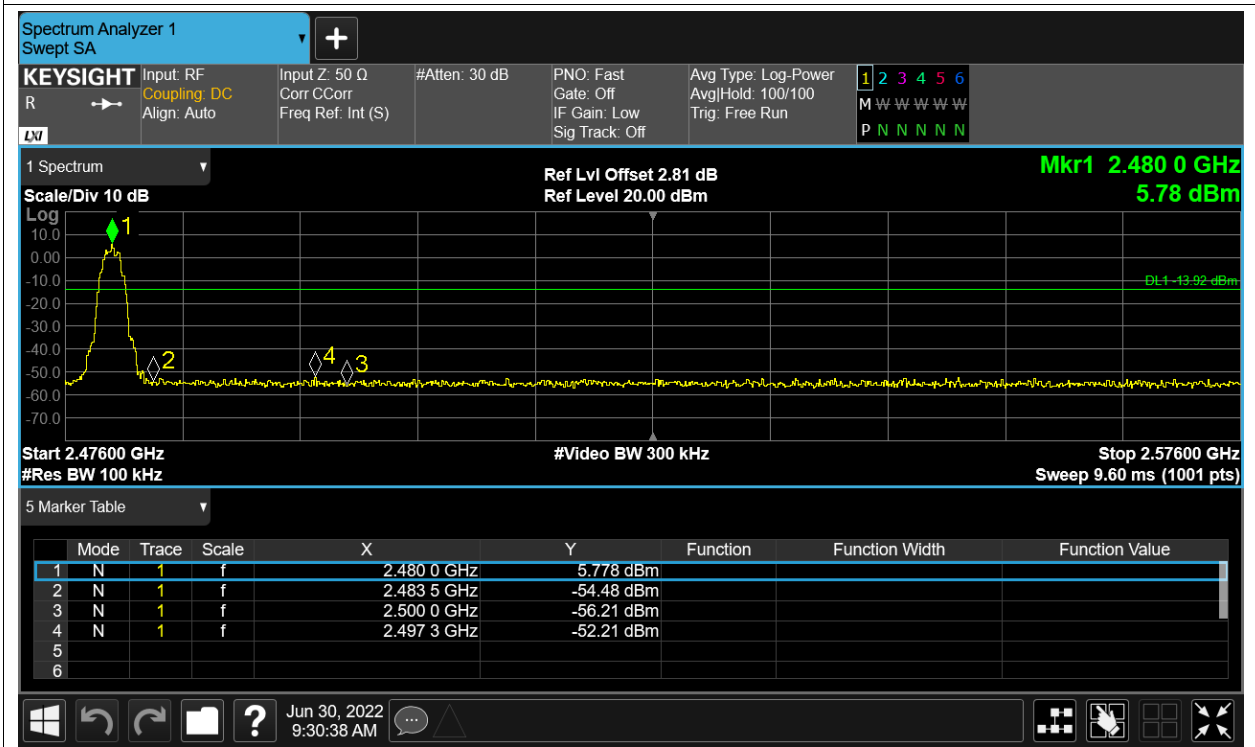 Spectrum Analyzer 1
Swept SA
KEYSIGHT Input: RF Input Z: 50 Ω #Atten: 30 dB PNO: Fast Avg Type: Log-Power 1 2 3 4 5 6
R Coupling: DC Corr CCorr Gate: Off Avg|Hold: 100/100 M W W W W W
Align: Auto Freq Ref: Int (S) IF Gain: Low Trig: Free Run
LXI Sig Track: Off P N N N N N
1 Spectrum Ref Lvl Offset 2.81 dB Mkr1 2.480 0 GHz
Scale/Div 10 dB Ref Level 20.00 dBm 5.78 dBm
Log
1
10.0
0.00
-10.0 DL1 -13.92 dBm
-20.0
-30.0
-40.0
2 4 3
-50.0
-60.0
-70.0
Start 2.47600 GHz #Video BW 300 kHz Stop 2.57600 GHz
#Res BW 100 kHz Sweep 9.60 ms (1001 pts)
5 Marker Table
Mode Trace Scale X Y Function Function Width Function Value
1 N 1 f 2.480 0 GHz 5.778 dBm
2 N 1 f 2.483 5 GHz -54.48 dBm
3 N 1 f 2.500 0 GHz -56.21 dBm
4 N 1 f 2.497 3 GHz -52.21 dBm
5
6
? Jun 30, 2022
9:30:38 AM